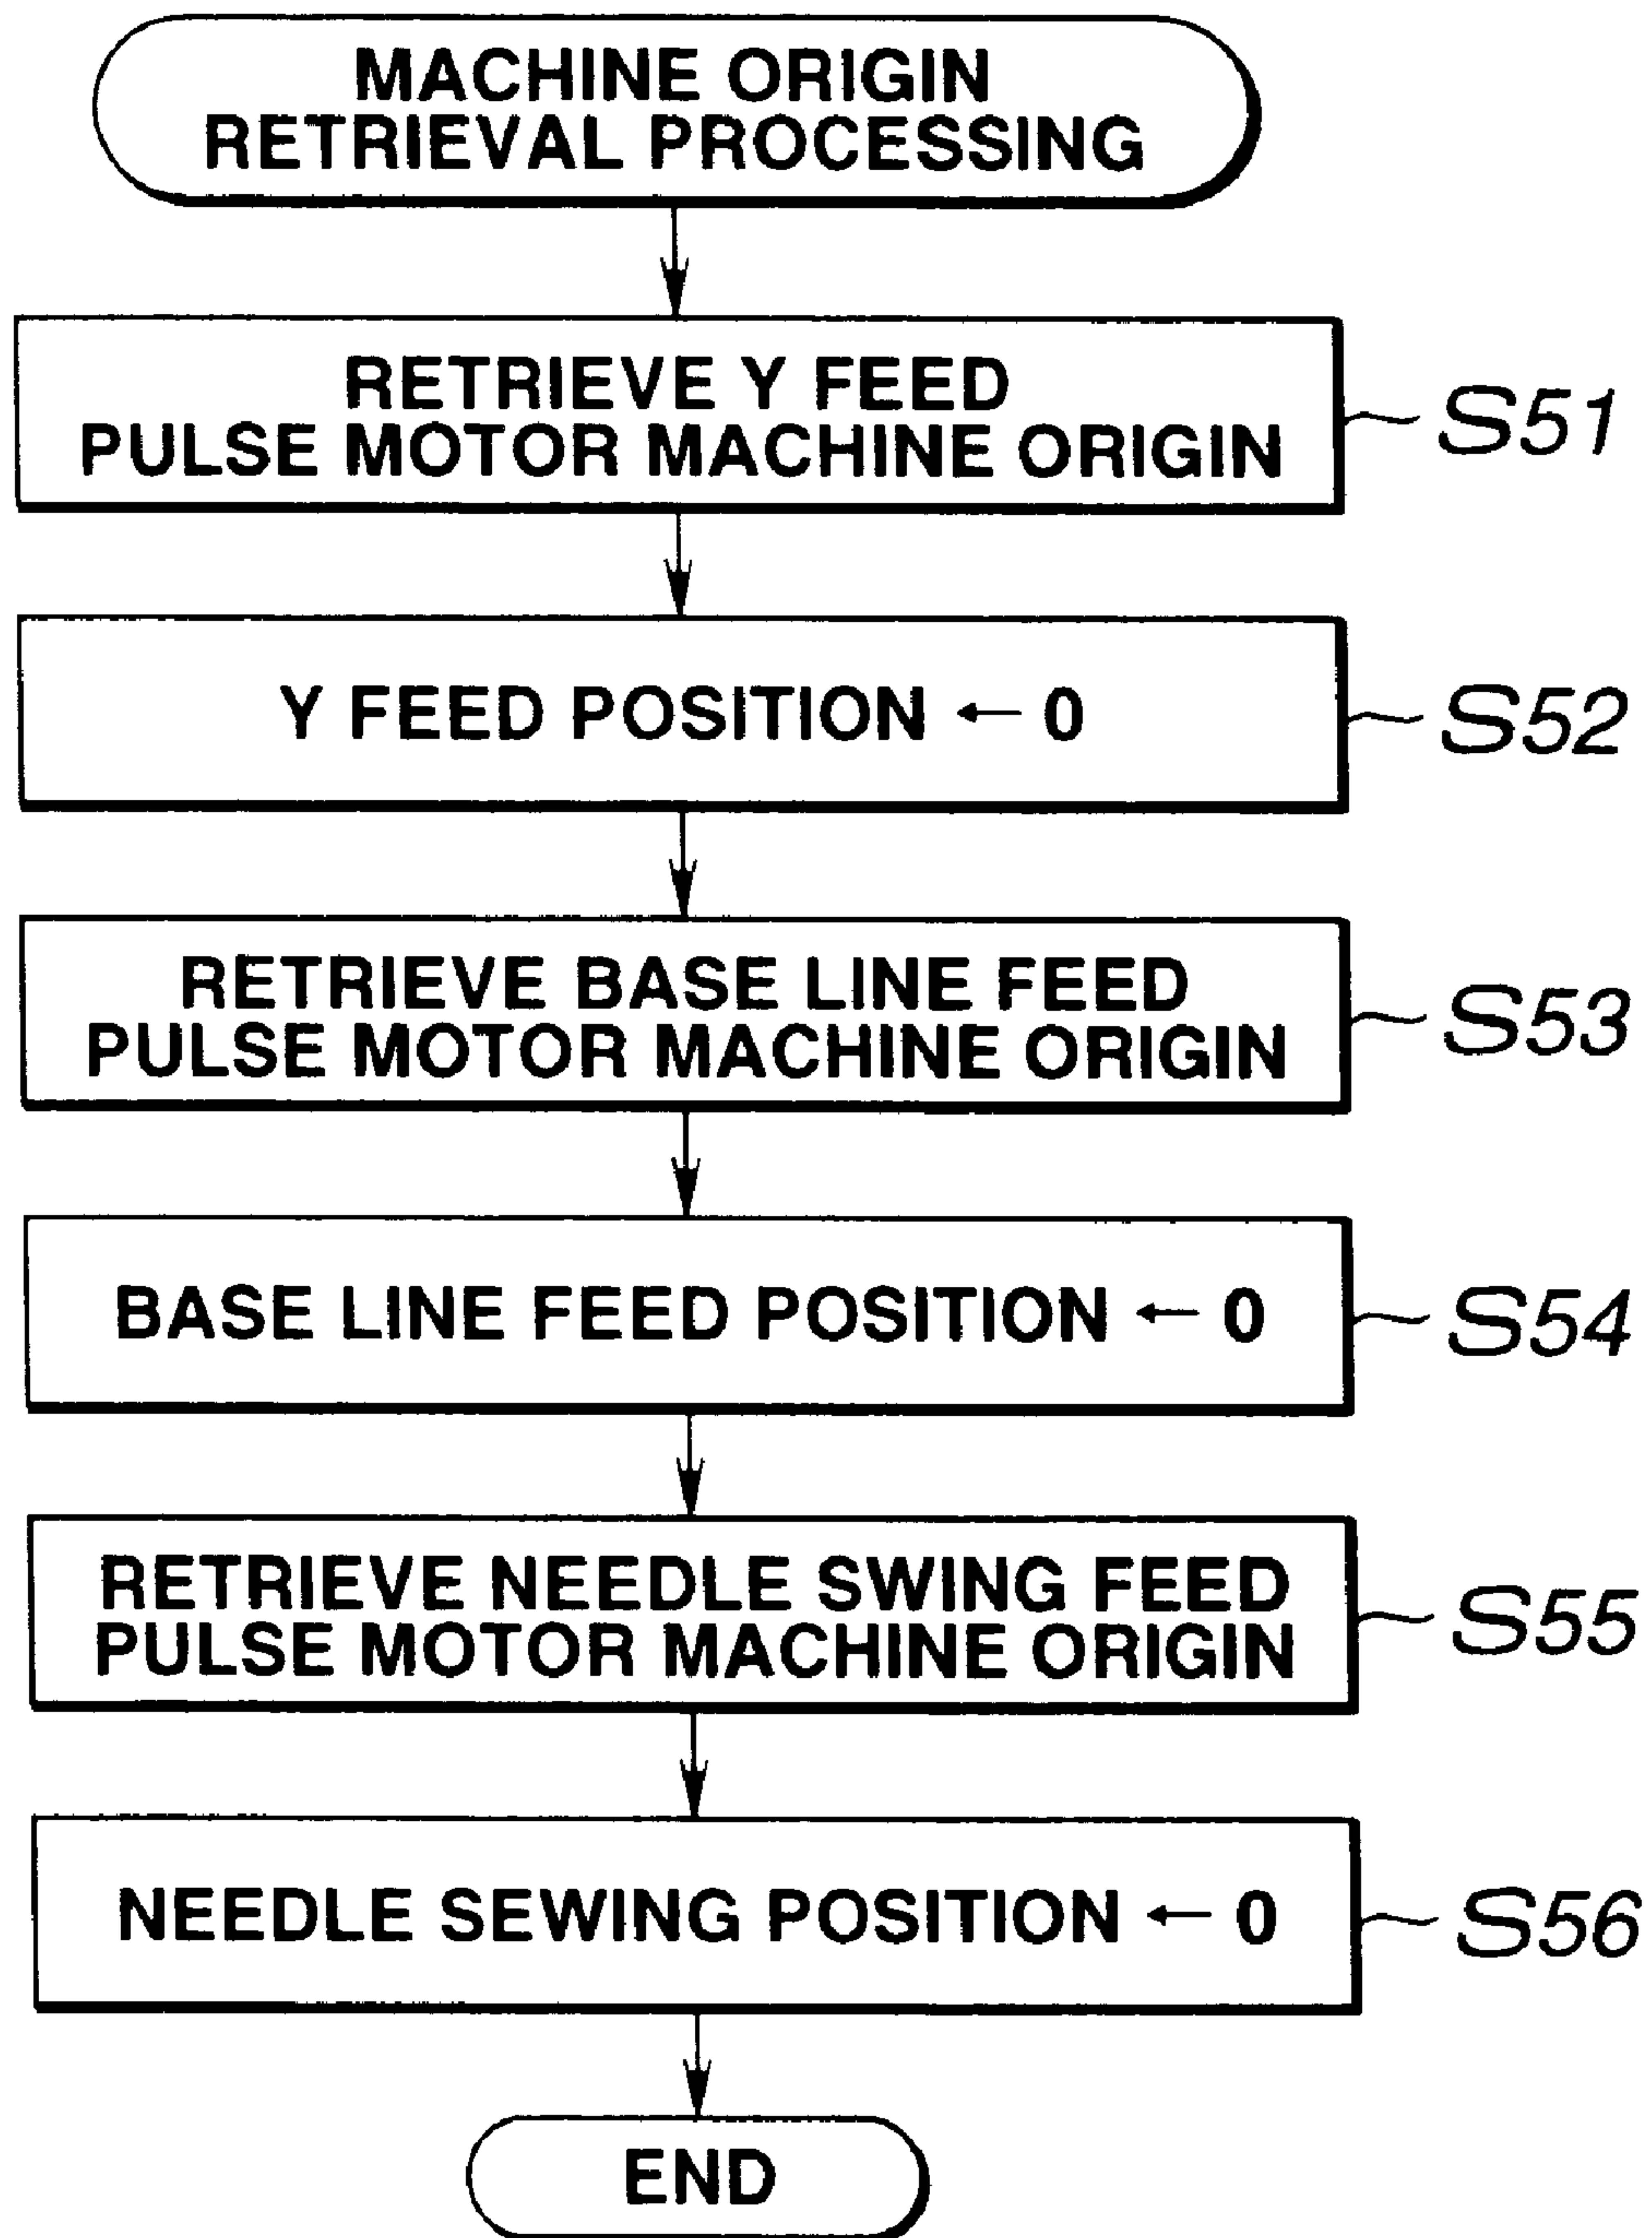 MACHINE ORIGIN
RETRIEVAL PROCESSING
RETRIEVE Y FEED
PULSE MOTOR MACHINE ORIGIN
S51
Y FEED POSITION ← 0
S52
RETRIEVE BASE LINE FEED
PULSE MOTOR MACHINE ORIGIN
S53
BASE LINE FEED POSITION ← 0
S54
RETRIEVE NEEDLE SWING FEED
PULSE MOTOR MACHINE ORIGIN
S55
NEEDLE SEWING POSITION ← 0
S56
END